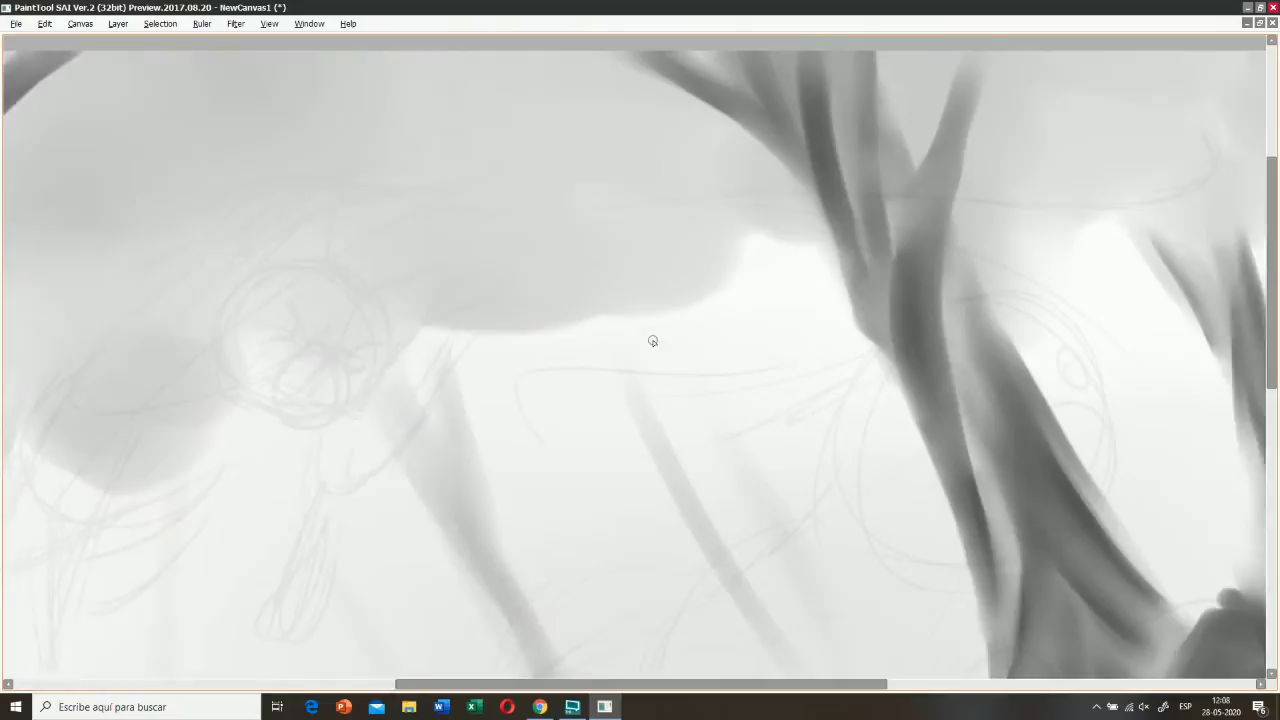 PaintTool SAI Ver.2 (32bit) Preview.2017.08.20 - NewCanvas1 (*)
File Edit Canvas Layer Selection Ruler Filter View Window Help
Escribe aquí para buscar
ESP
12:08
28-05-2020
6